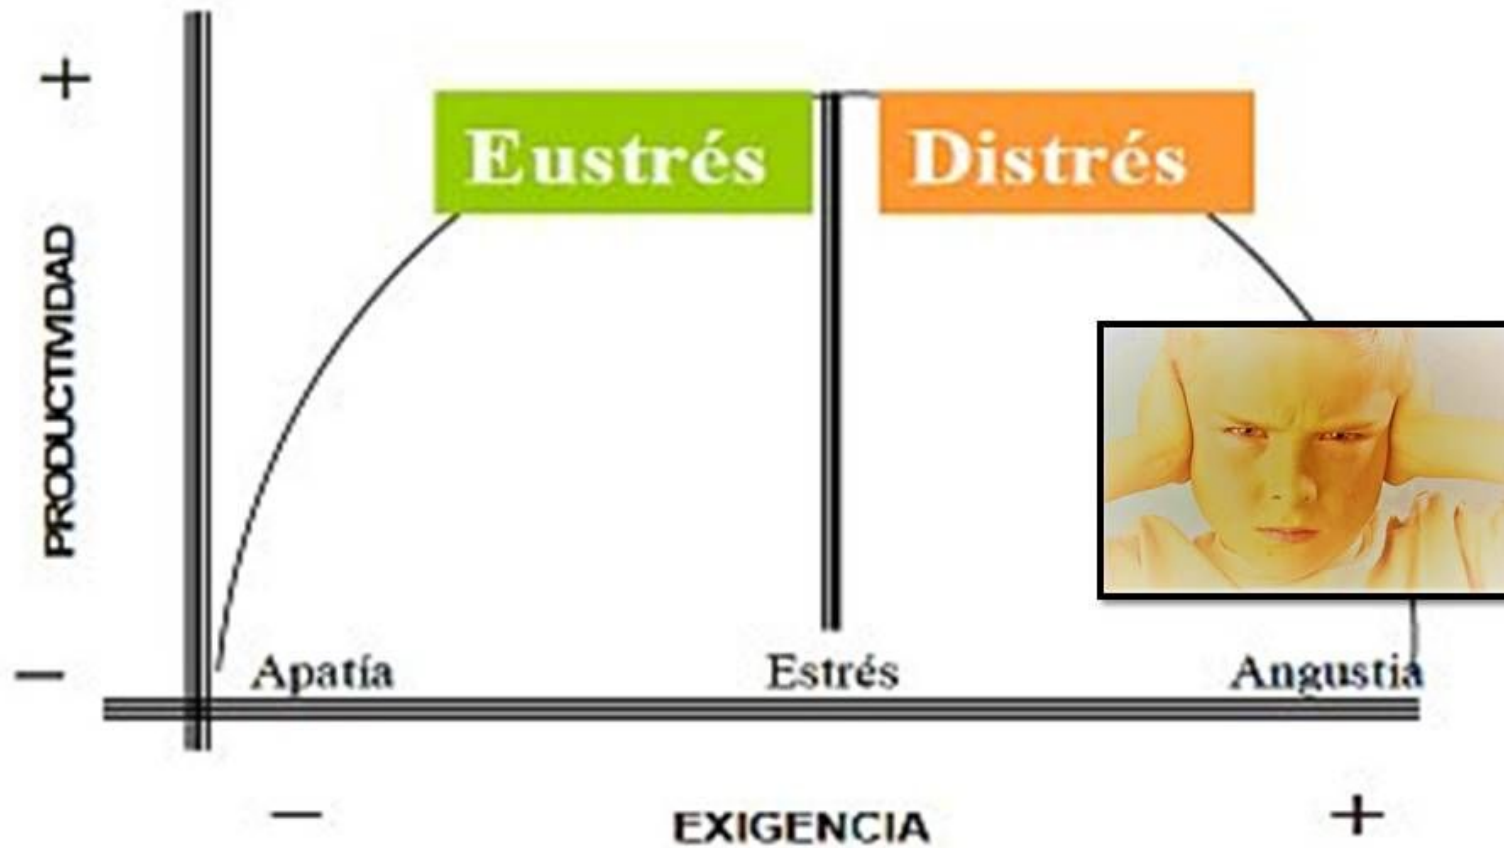 +
Eustrés
Distrés
PRODUCTIVIDAD
Apatía
Estrés
Angustia
−
−
EXIGENCIA
+